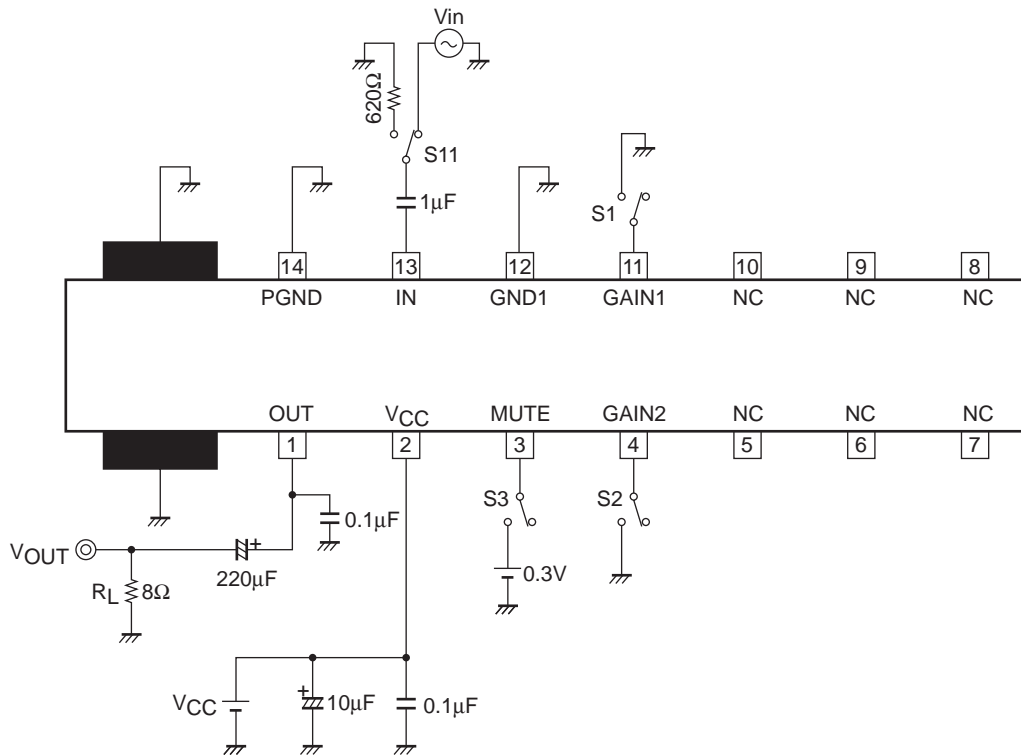 Vin
620Ω
S11
1µF
S1
14
13
12
11
10
9
8
PGND
IN
GND1
GAIN1
NC
NC
NC
OUT
VCC
MUTE
GAIN2
NC
NC
NC
1
2
3
4
5
6
7
S3
S2
0.1µF
VOUT
+
220µF
0.3V
RL
8Ω
VCC
+
10µF
0.1µF